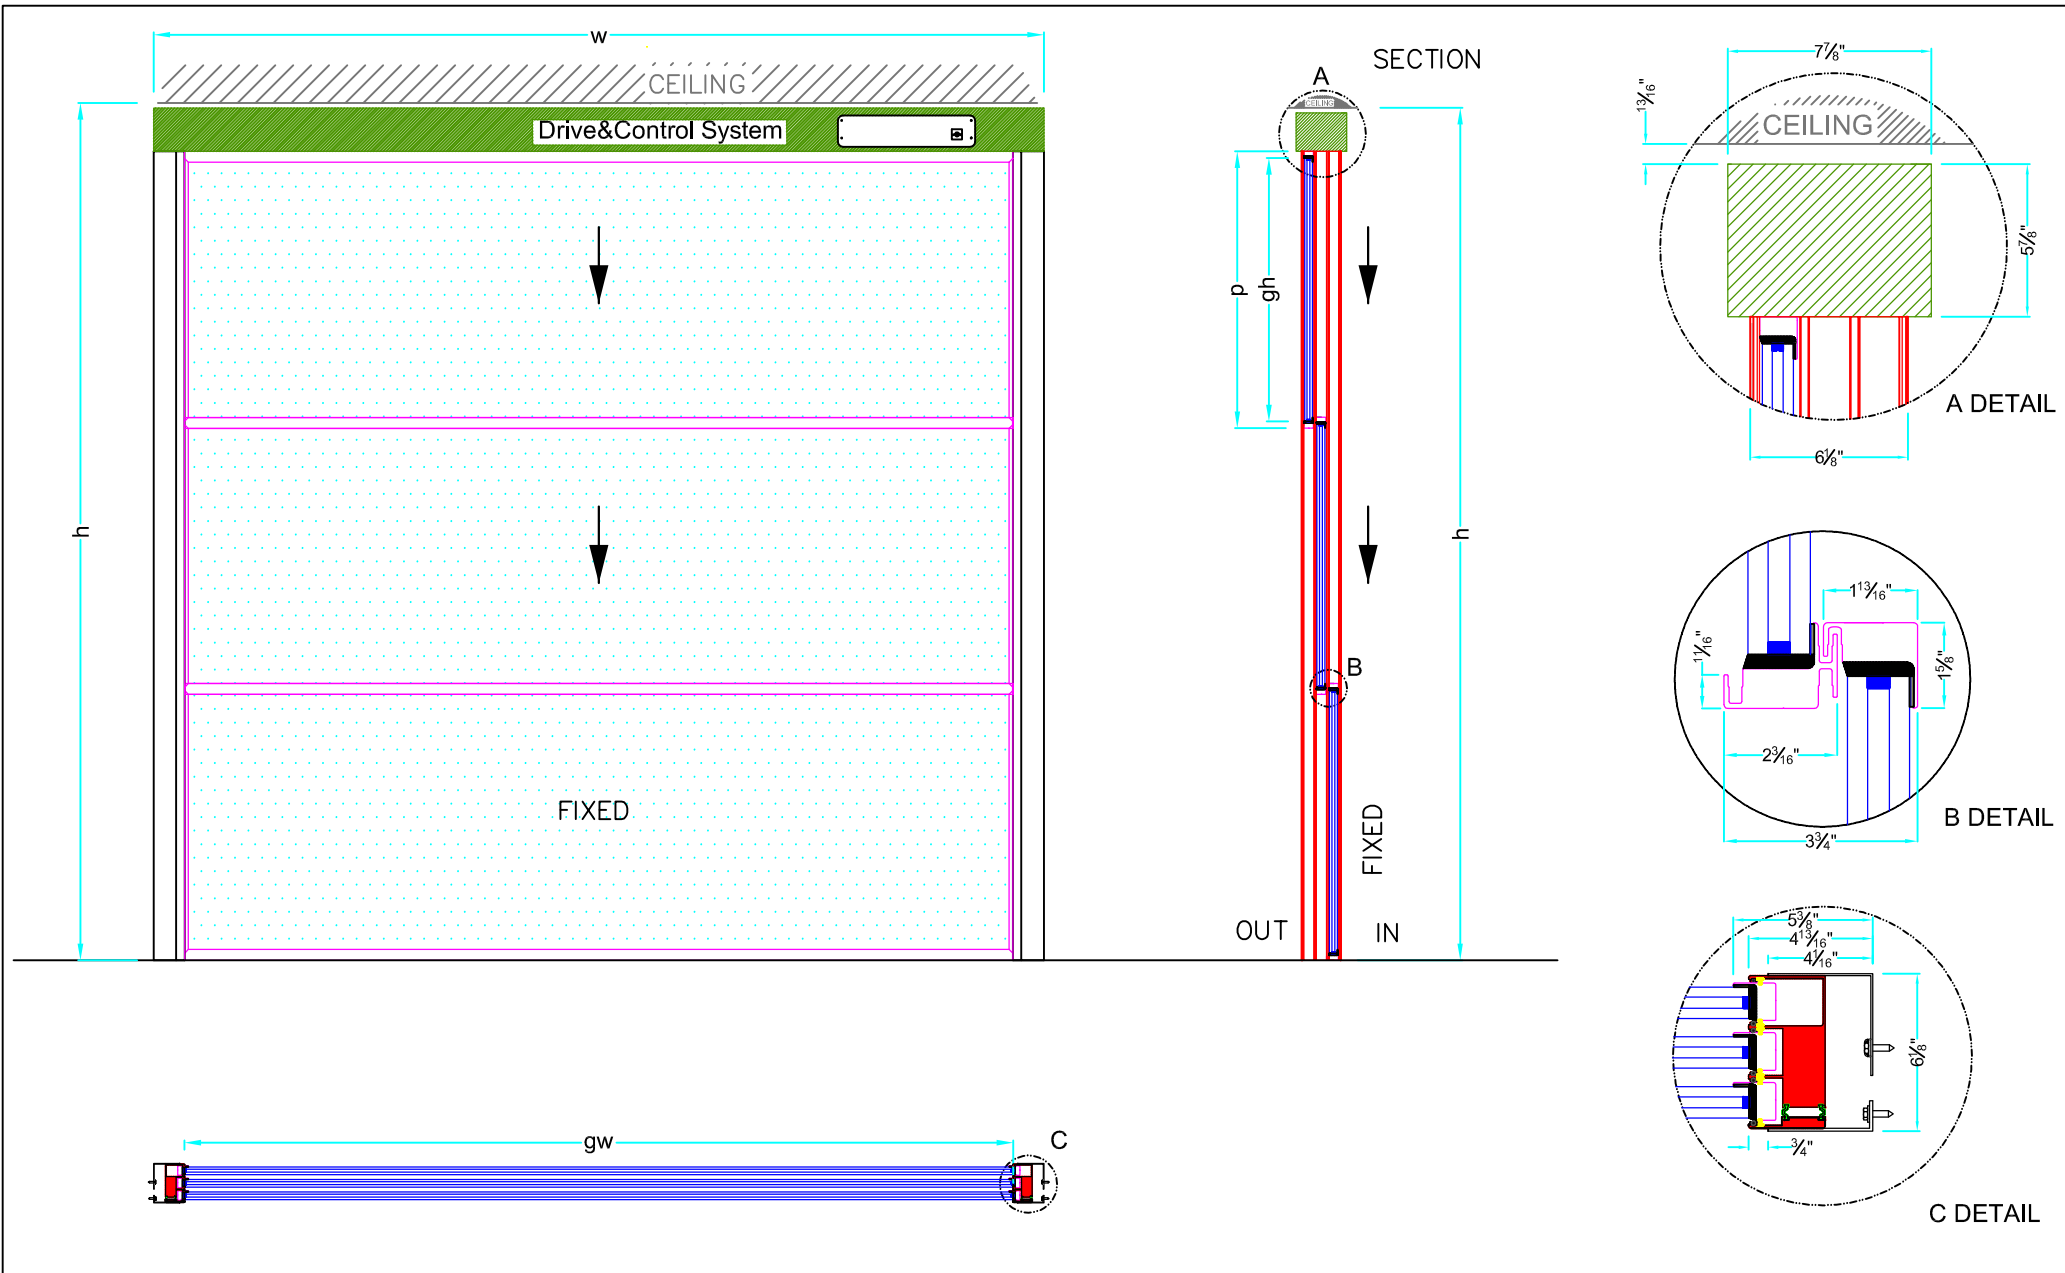 w
CEILING
Drive&Control System
h
FIXED
gw
C
SECTION
A
CEILING
p
gh
h
B
FIXED
OUT
IN
7⅞"
13/16"
CEILING
5⅞"
6⅛"
A DETAIL
1 13/16"
11/16"
1⅝"
2 3/16"
3¾"
B DETAIL
5⅜"
4 13/16"
4 1/16"
6⅛"
¾"
C DETAIL